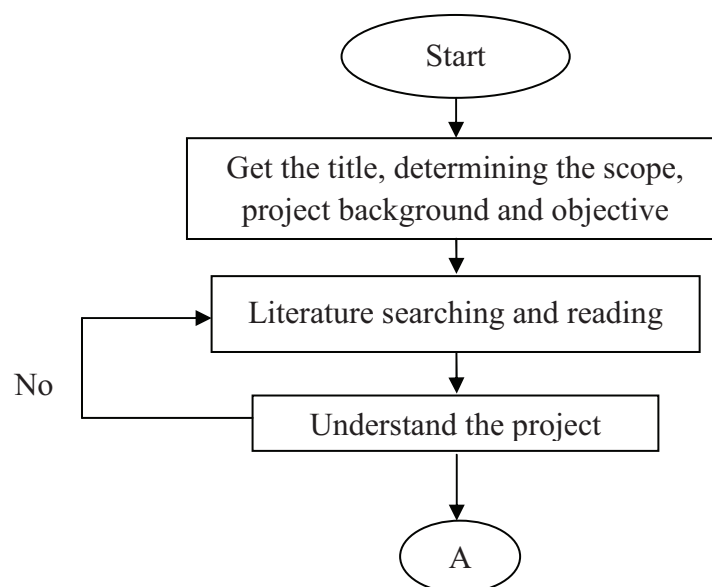 Start
Get the title, determining the scope,
project background and objective
Literature searching and reading
No
Understand the project
A